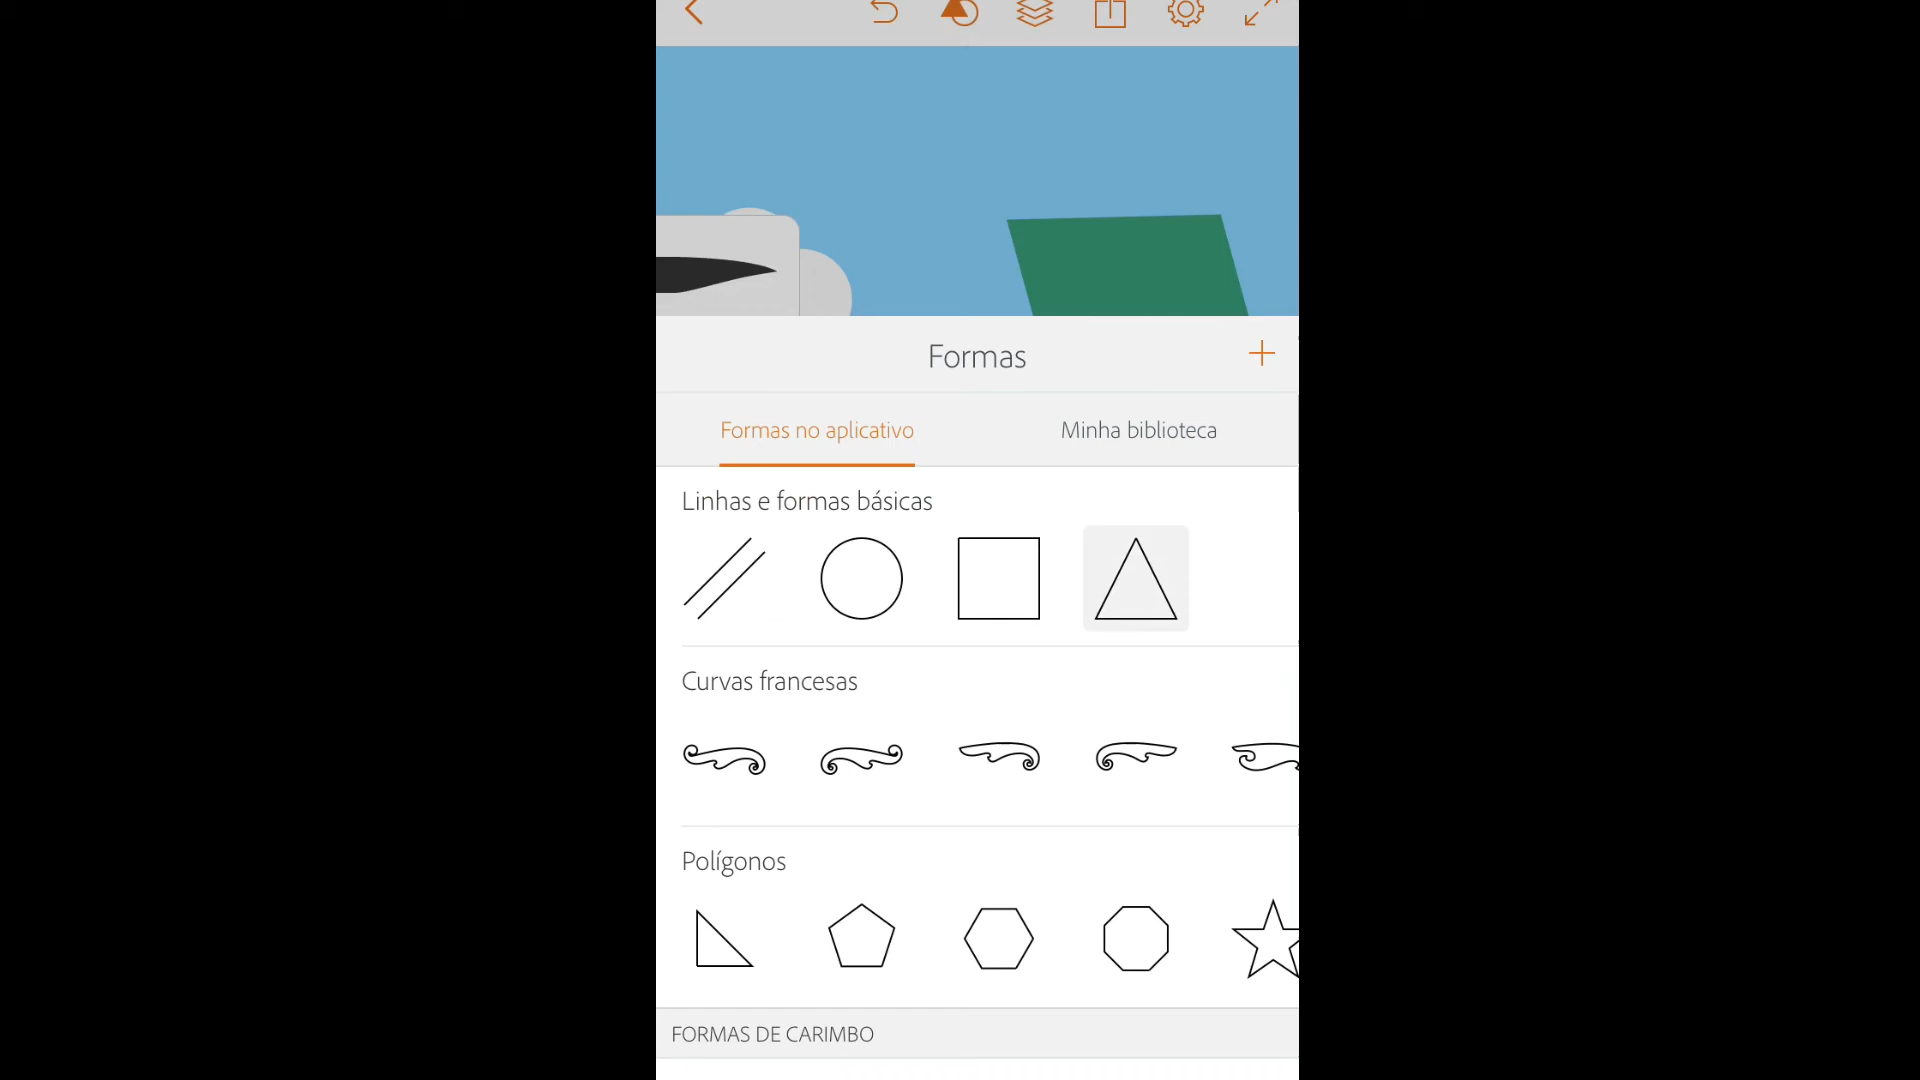 Formas
Formas no aplicativo
Minha biblioteca
Linhas e formas básicas
Curvas francesas
Polígonos
FORMAS DE CARIMBO